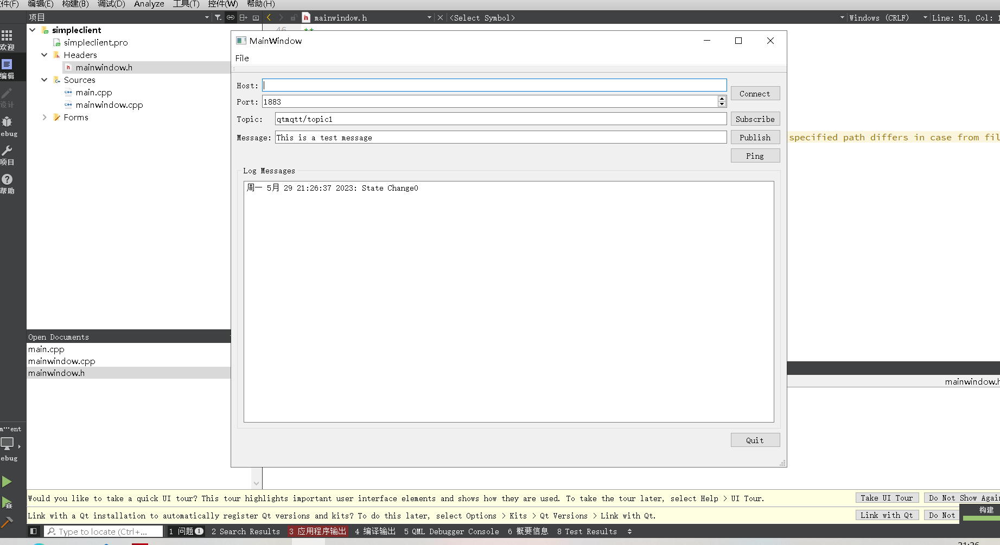 件(F) 编辑(E) 构建(B) 调试(D) Analyze 工具(T) 控件(W) 帮助(H)
项目
mainwindow.h
<Select Symbol>
Windows (CRLF)
Line: 51, Col: 1
欢迎
编辑
设计
ebug
项目
帮助
simpleclient
simpleclient.pro
Headers
mainwindow.h
Sources
main.cpp
mainwindow.cpp
Forms
46 **
MainWindow
File
Host:
Connect
Port: 1883
Topic: qtmqtt/topic1 Subscribe
Message: This is a test message Publish
Ping
Log Messages
周一 5月 29 21:26:37 2023: State Change0
Quit
specified path differs in case from fil
mainwindow.h
Open Documents
main.cpp
mainwindow.cpp
mainwindow.h
m···ent
ebug
Would you like to take a quick UI tour? This tour highlights important user interface elements and shows how they are used. To take the tour later, select Help > UI Tour.
Take UI Tour Do Not Show Again
Link with a Qt installation to automatically register Qt versions and kits? To do this later, select Options > Kits > Qt Versions > Link with Qt.
Link with Qt Do Not
构建
Type to locate (Ctrl+... 1 问题 1 2 Search Results 3 应用程序输出 4 编译输出 5 QML Debugger Console 6 概要信息 8 Test Results
21:26